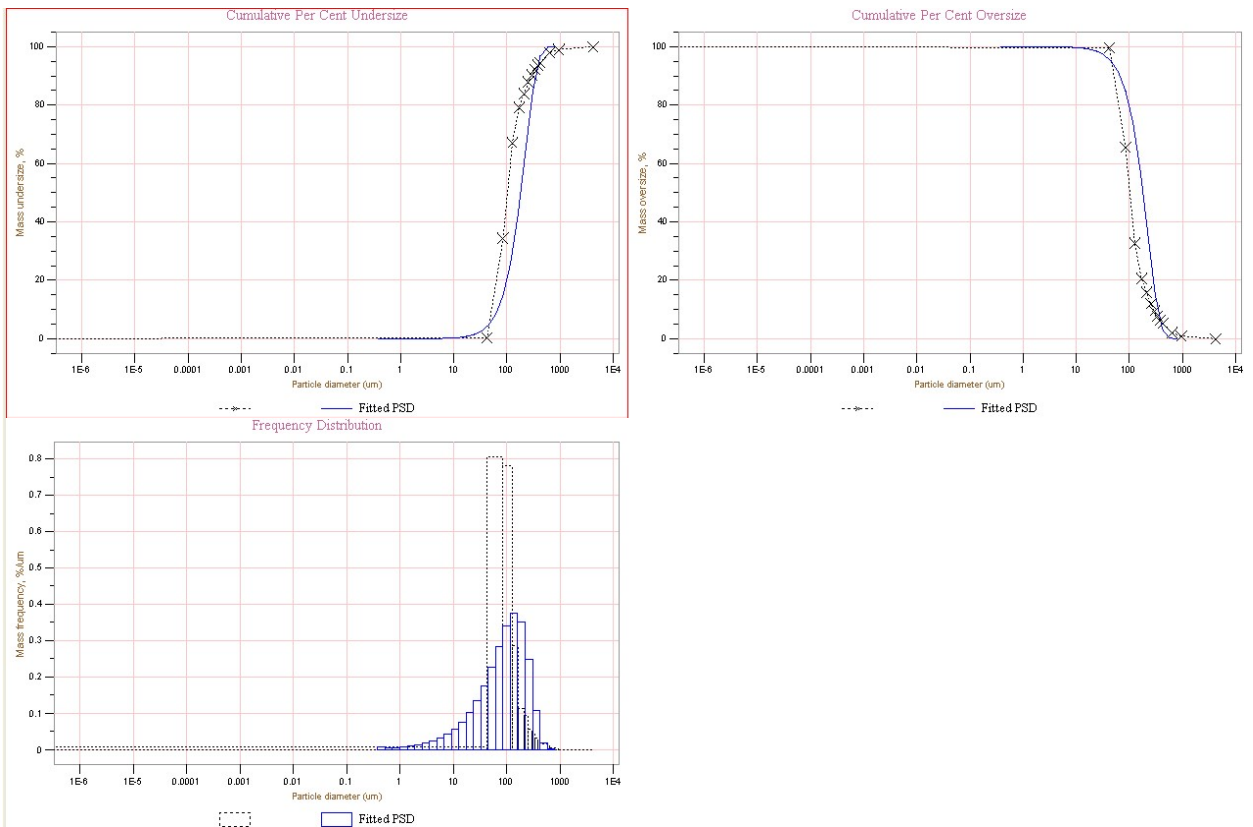 Cumulative Per Cent Undersize
Mass undersize, %
100
80
60
40
20
0
1E-6 1E-5 0.0001 0.001 0.01 0.1 1 10 100 1000 1E4
Particle diameter (um)
Fitted PSD
Cumulative Per Cent Oversize
Mass oversize, %
100
80
60
40
20
0
1E-6 1E-5 0.0001 0.001 0.01 0.1 1 10 100 1000 1E4
Particle diameter (um)
Fitted PSD
Frequency Distribution
Mass frequency, %/um
0.8
0.7
0.6
0.5
0.4
0.3
0.2
0.1
0
1E-6 1E-5 0.0001 0.001 0.01 0.1 1 10 100 1000 1E4
Particle diameter (um)
Fitted PSD